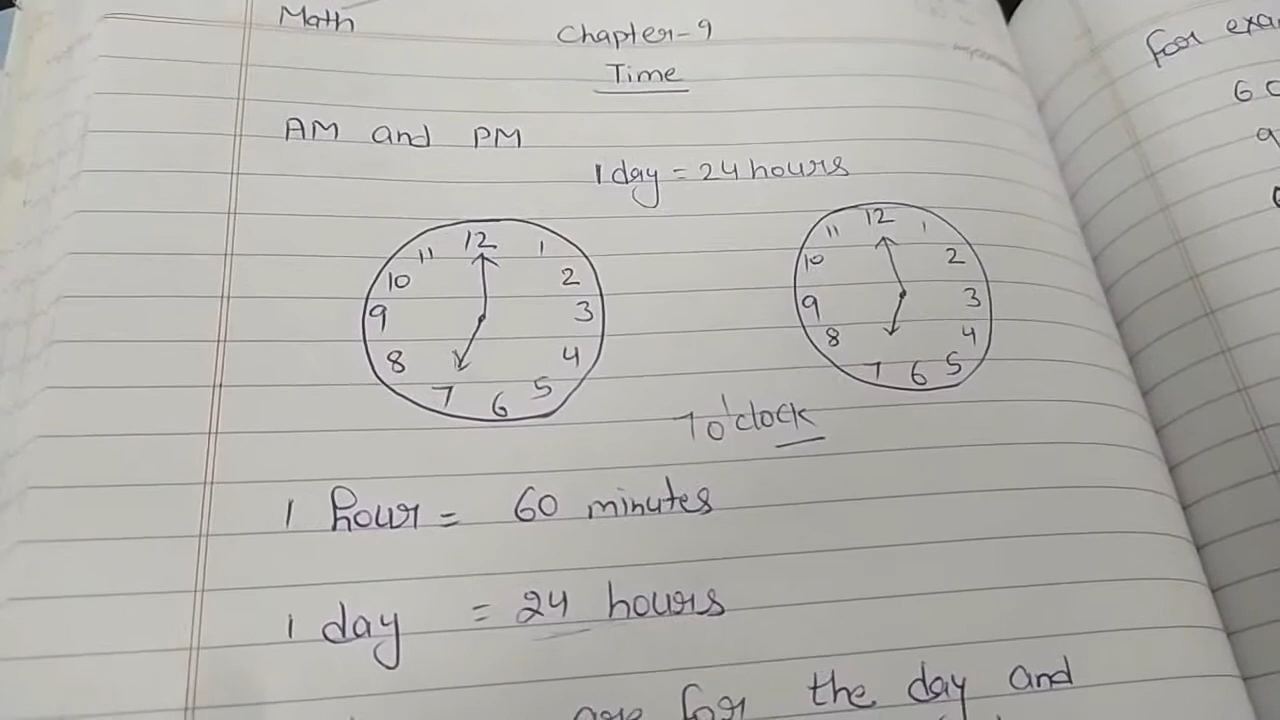 Math
Chapter-9
Time
AM and PM
1 day = 24 hours
12 1 2 3 4 5 6 7 8 9 10 11
12 1 2 3 4 5 6 7 8 9 10 11
7 o'clock
1 hour = 60 minutes
1 day = 24 hours
are for the day and
for exa
6
9